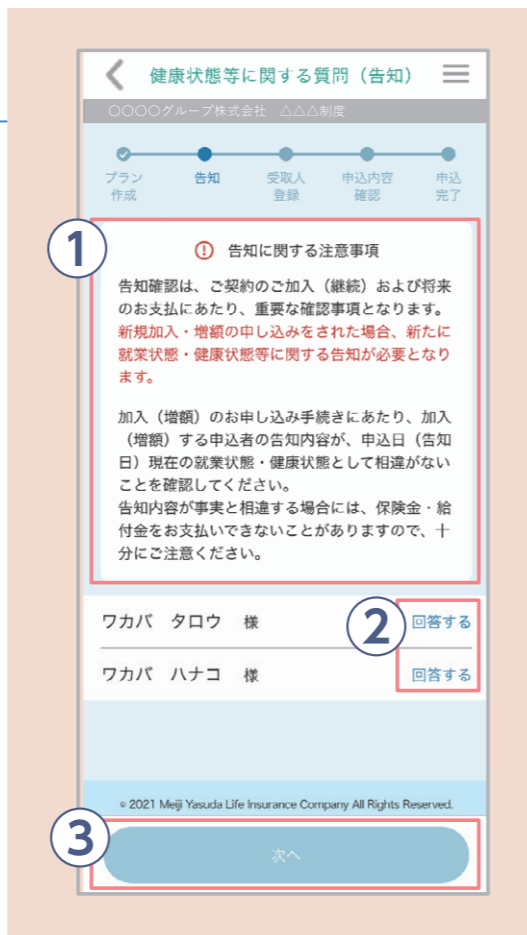 健康状態等に関する質問（告知）
〇〇〇〇グループ株式会社　△△△制度
プラン作成
告知
受取人登録
申込内容確認
申込完了
1
告知に関する注意事項
告知確認は、ご契約のご加入（継続）および将来
のお支払にあたり、重要な確認事項となります。
新規加入・増額の申し込みをされた場合、新たに
就業状態・健康状態等に関する告知が必要となり
ます。
加入（増額）のお申し込み手続きにあたり、加入
（増額）する申込者の告知内容が、申込日（告知
日）現在の就業状態・健康状態として相違がない
ことを確認してください。
告知内容が事実と相違する場合には、保険金・給
付金をお支払いできないことがありますので、十
分にご注意ください。
2
ワカバ　タロウ　様　回答する
ワカバ　ハナコ　様　回答する
© 2021 Meiji Yasuda Life Insurance Company All Rights Reserved.
3
次へ